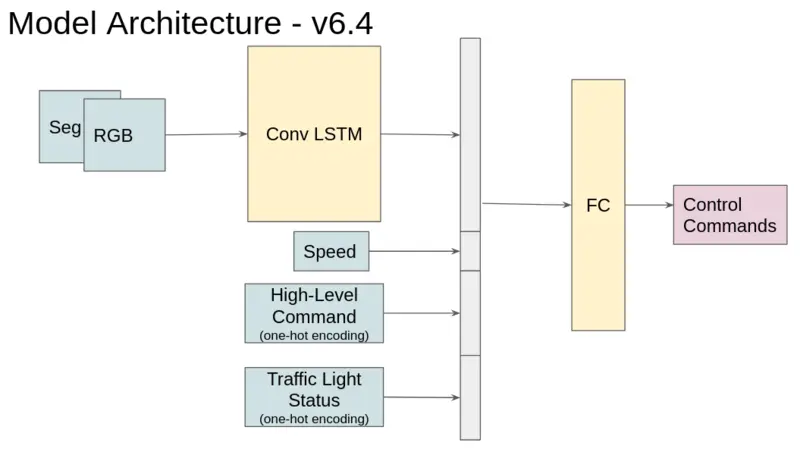 Model Architecture - v6.4
Seg
RGB
Conv LSTM
Speed
High-Level
Command
(one-hot encoding)
Traffic Light
Status
(one-hot encoding)
FC
Control
Commands